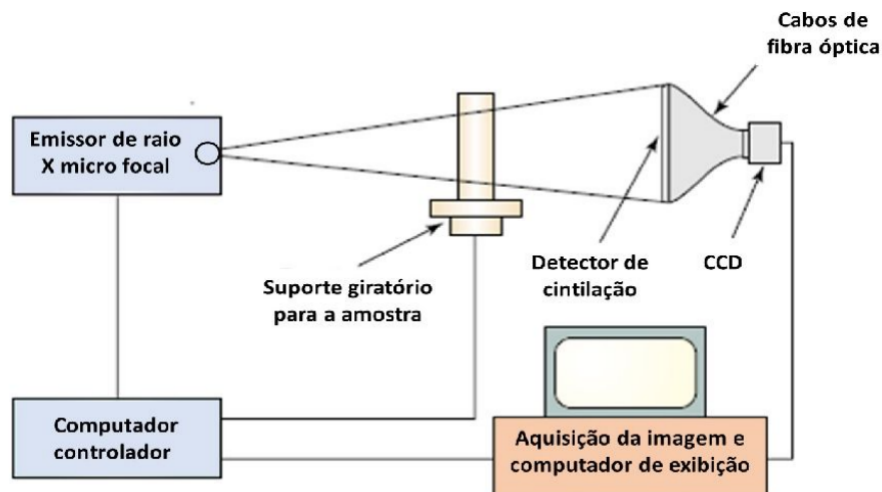 Cabos de
fibra óptica
Emissor de raio
X micro focal
Suporte giratório
para a amostra
Detector de
cintilação
CCD
Computador
controlador
Aquisição da imagem e
computador de exibição